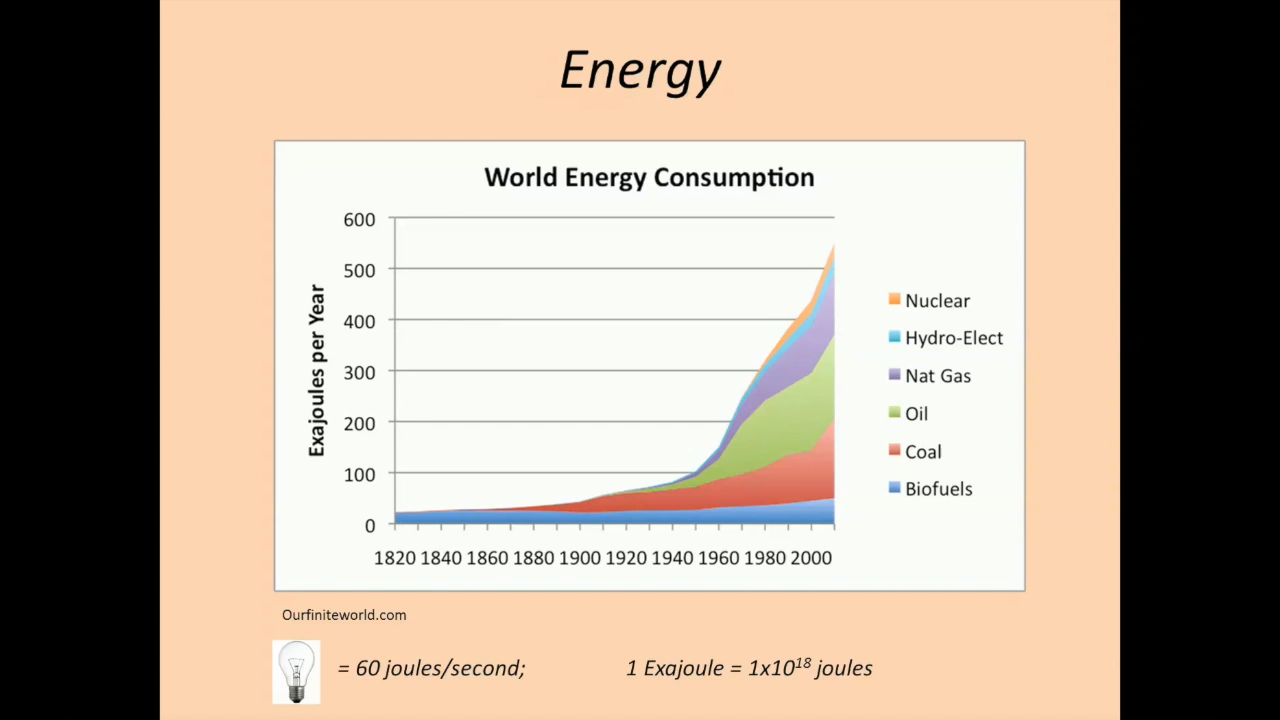 Energy
World Energy Consumption
600
500
400
300
200
100
0
Exajoules per Year
1820 1840 1860 1880 1900 1920 1940 1960 1980 2000
Nuclear
Hydro-Elect
Nat Gas
Oil
Coal
Biofuels
Ourfiniteworld.com
= 60 joules/second; 1 Exajoule = 1x10¹⁸ joules